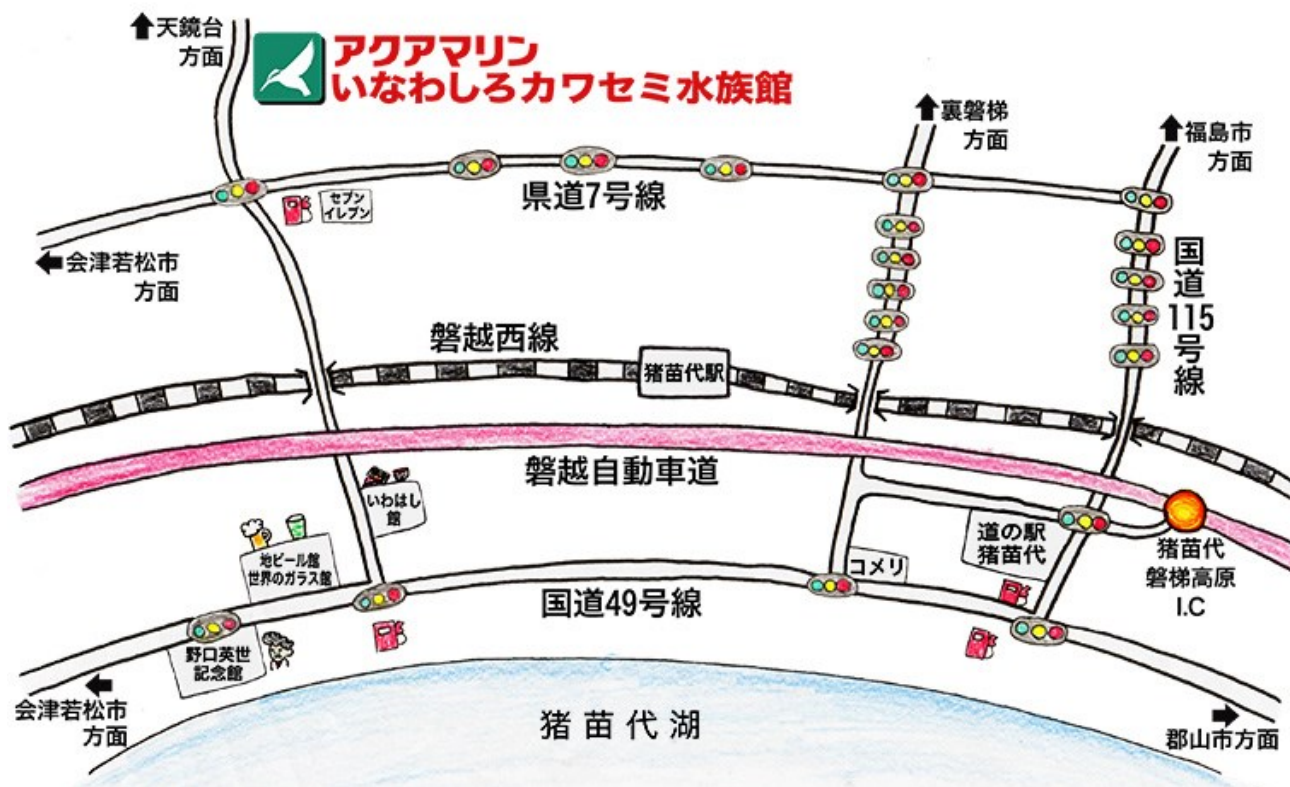 天鏡台
方面
アクアマリン
いなわしろカワセミ水族館
裏磐梯
方面
福島市
方面
セブン
イレブン
県道7号線
会津若松市
方面
国道115号線
磐越西線
猪苗代駅
磐越自動車道
いわはし
館
地ビール館
世界のガラス館
道の駅
猪苗代
猪苗代
磐梯高原
I.C
コメリ
国道49号線
野口英世
記念館
会津若松市
方面
猪苗代湖
郡山市方面